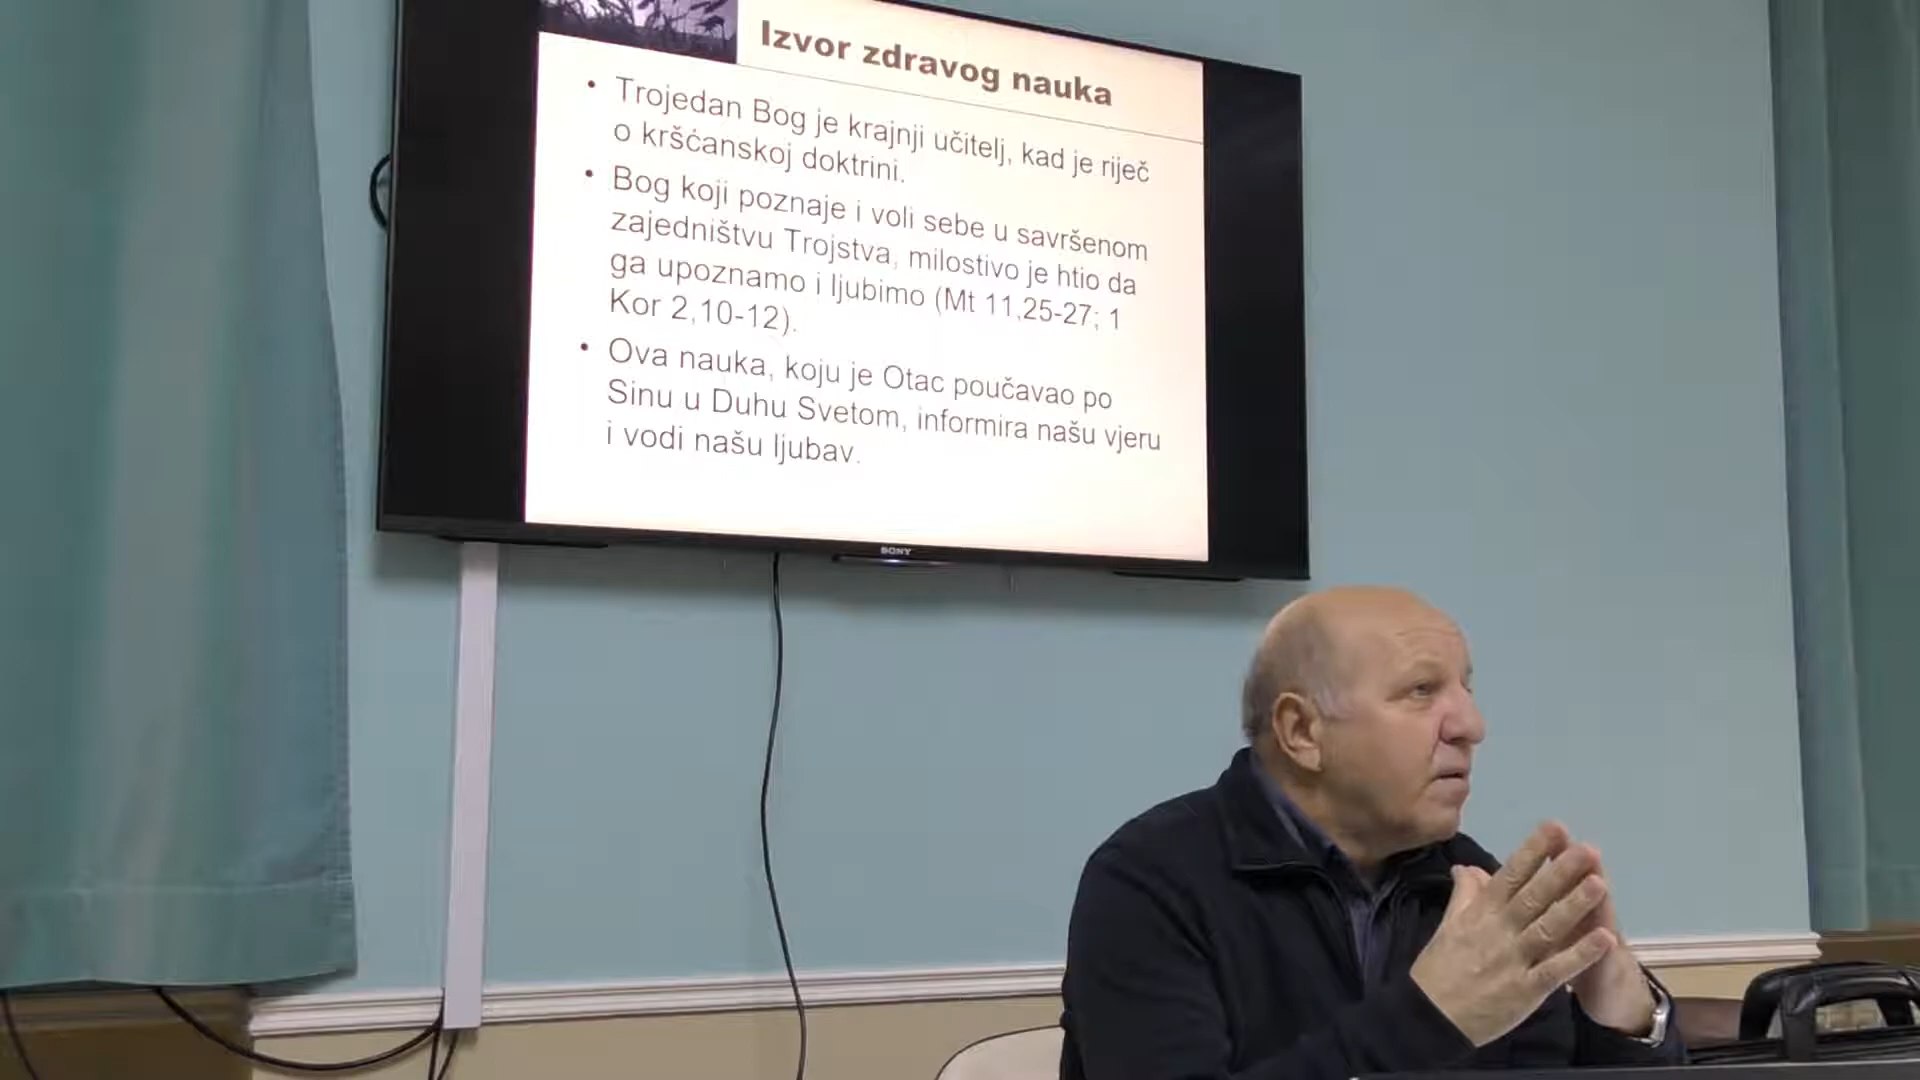 Izvor zdravog nauka
• Trojedan Bog je krajnji učitelj, kad je riječ
o kršćanskoj doktrini.
• Bog koji poznaje i voli sebe u savršenom
zajedništvu Trojstva, milostivo je htio da
ga upoznamo i ljubimo (Mt 11,25-27; 1
Kor 2,10-12).
• Ova nauka, koju je Otac poučavao po
Sinu u Duhu Svetom, informira našu vjeru
i vodi našu ljubav.
SONY